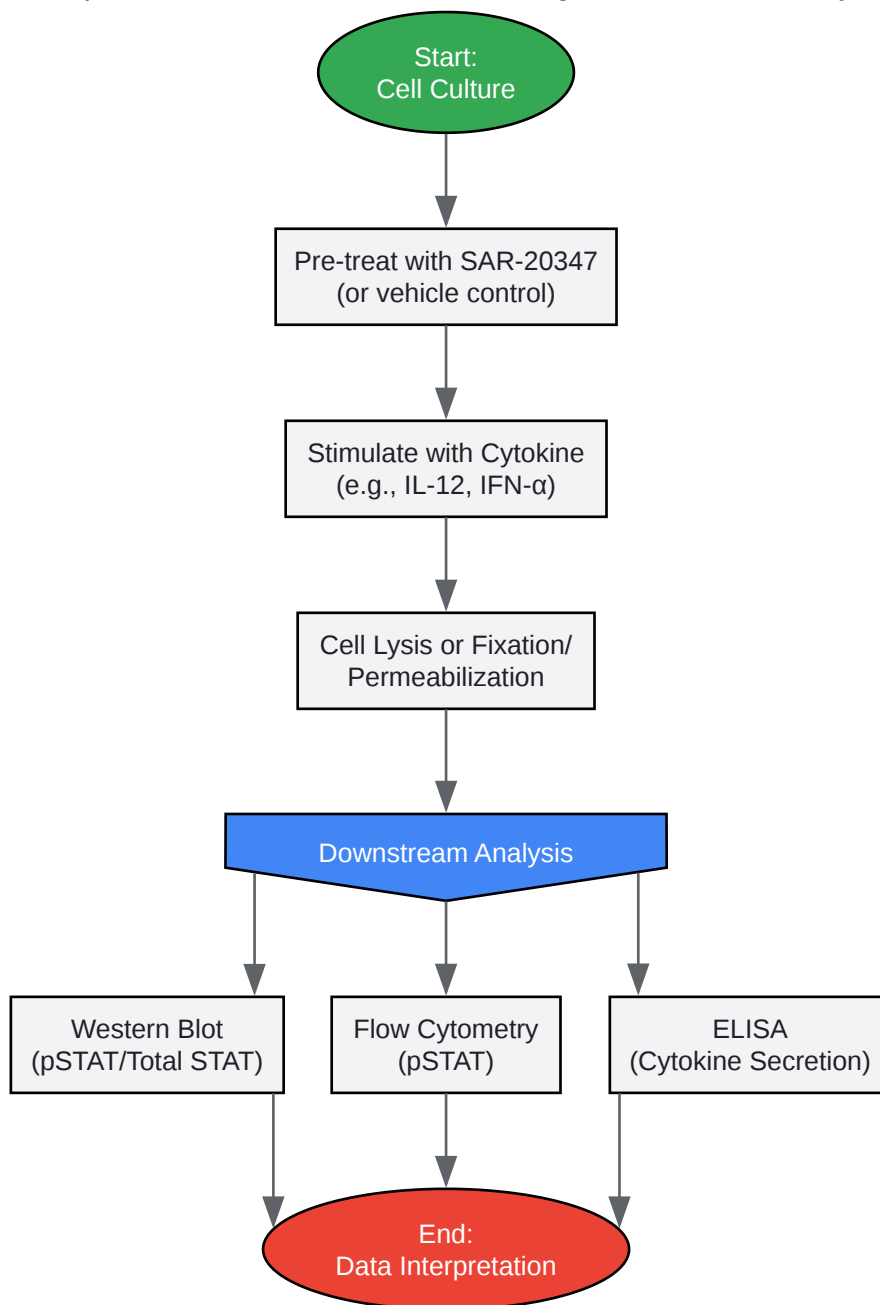 Start:
Cell Culture
Pre-treat with SAR-20347
(or vehicle control)
Stimulate with Cytokine
(e.g., IL-12, IFN-α)
Cell Lysis or Fixation/
Permeabilization
Downstream Analysis
Western Blot
(pSTAT/Total STAT)
Flow Cytometry
(pSTAT)
ELISA
(Cytokine Secretion)
End:
Data Interpretation